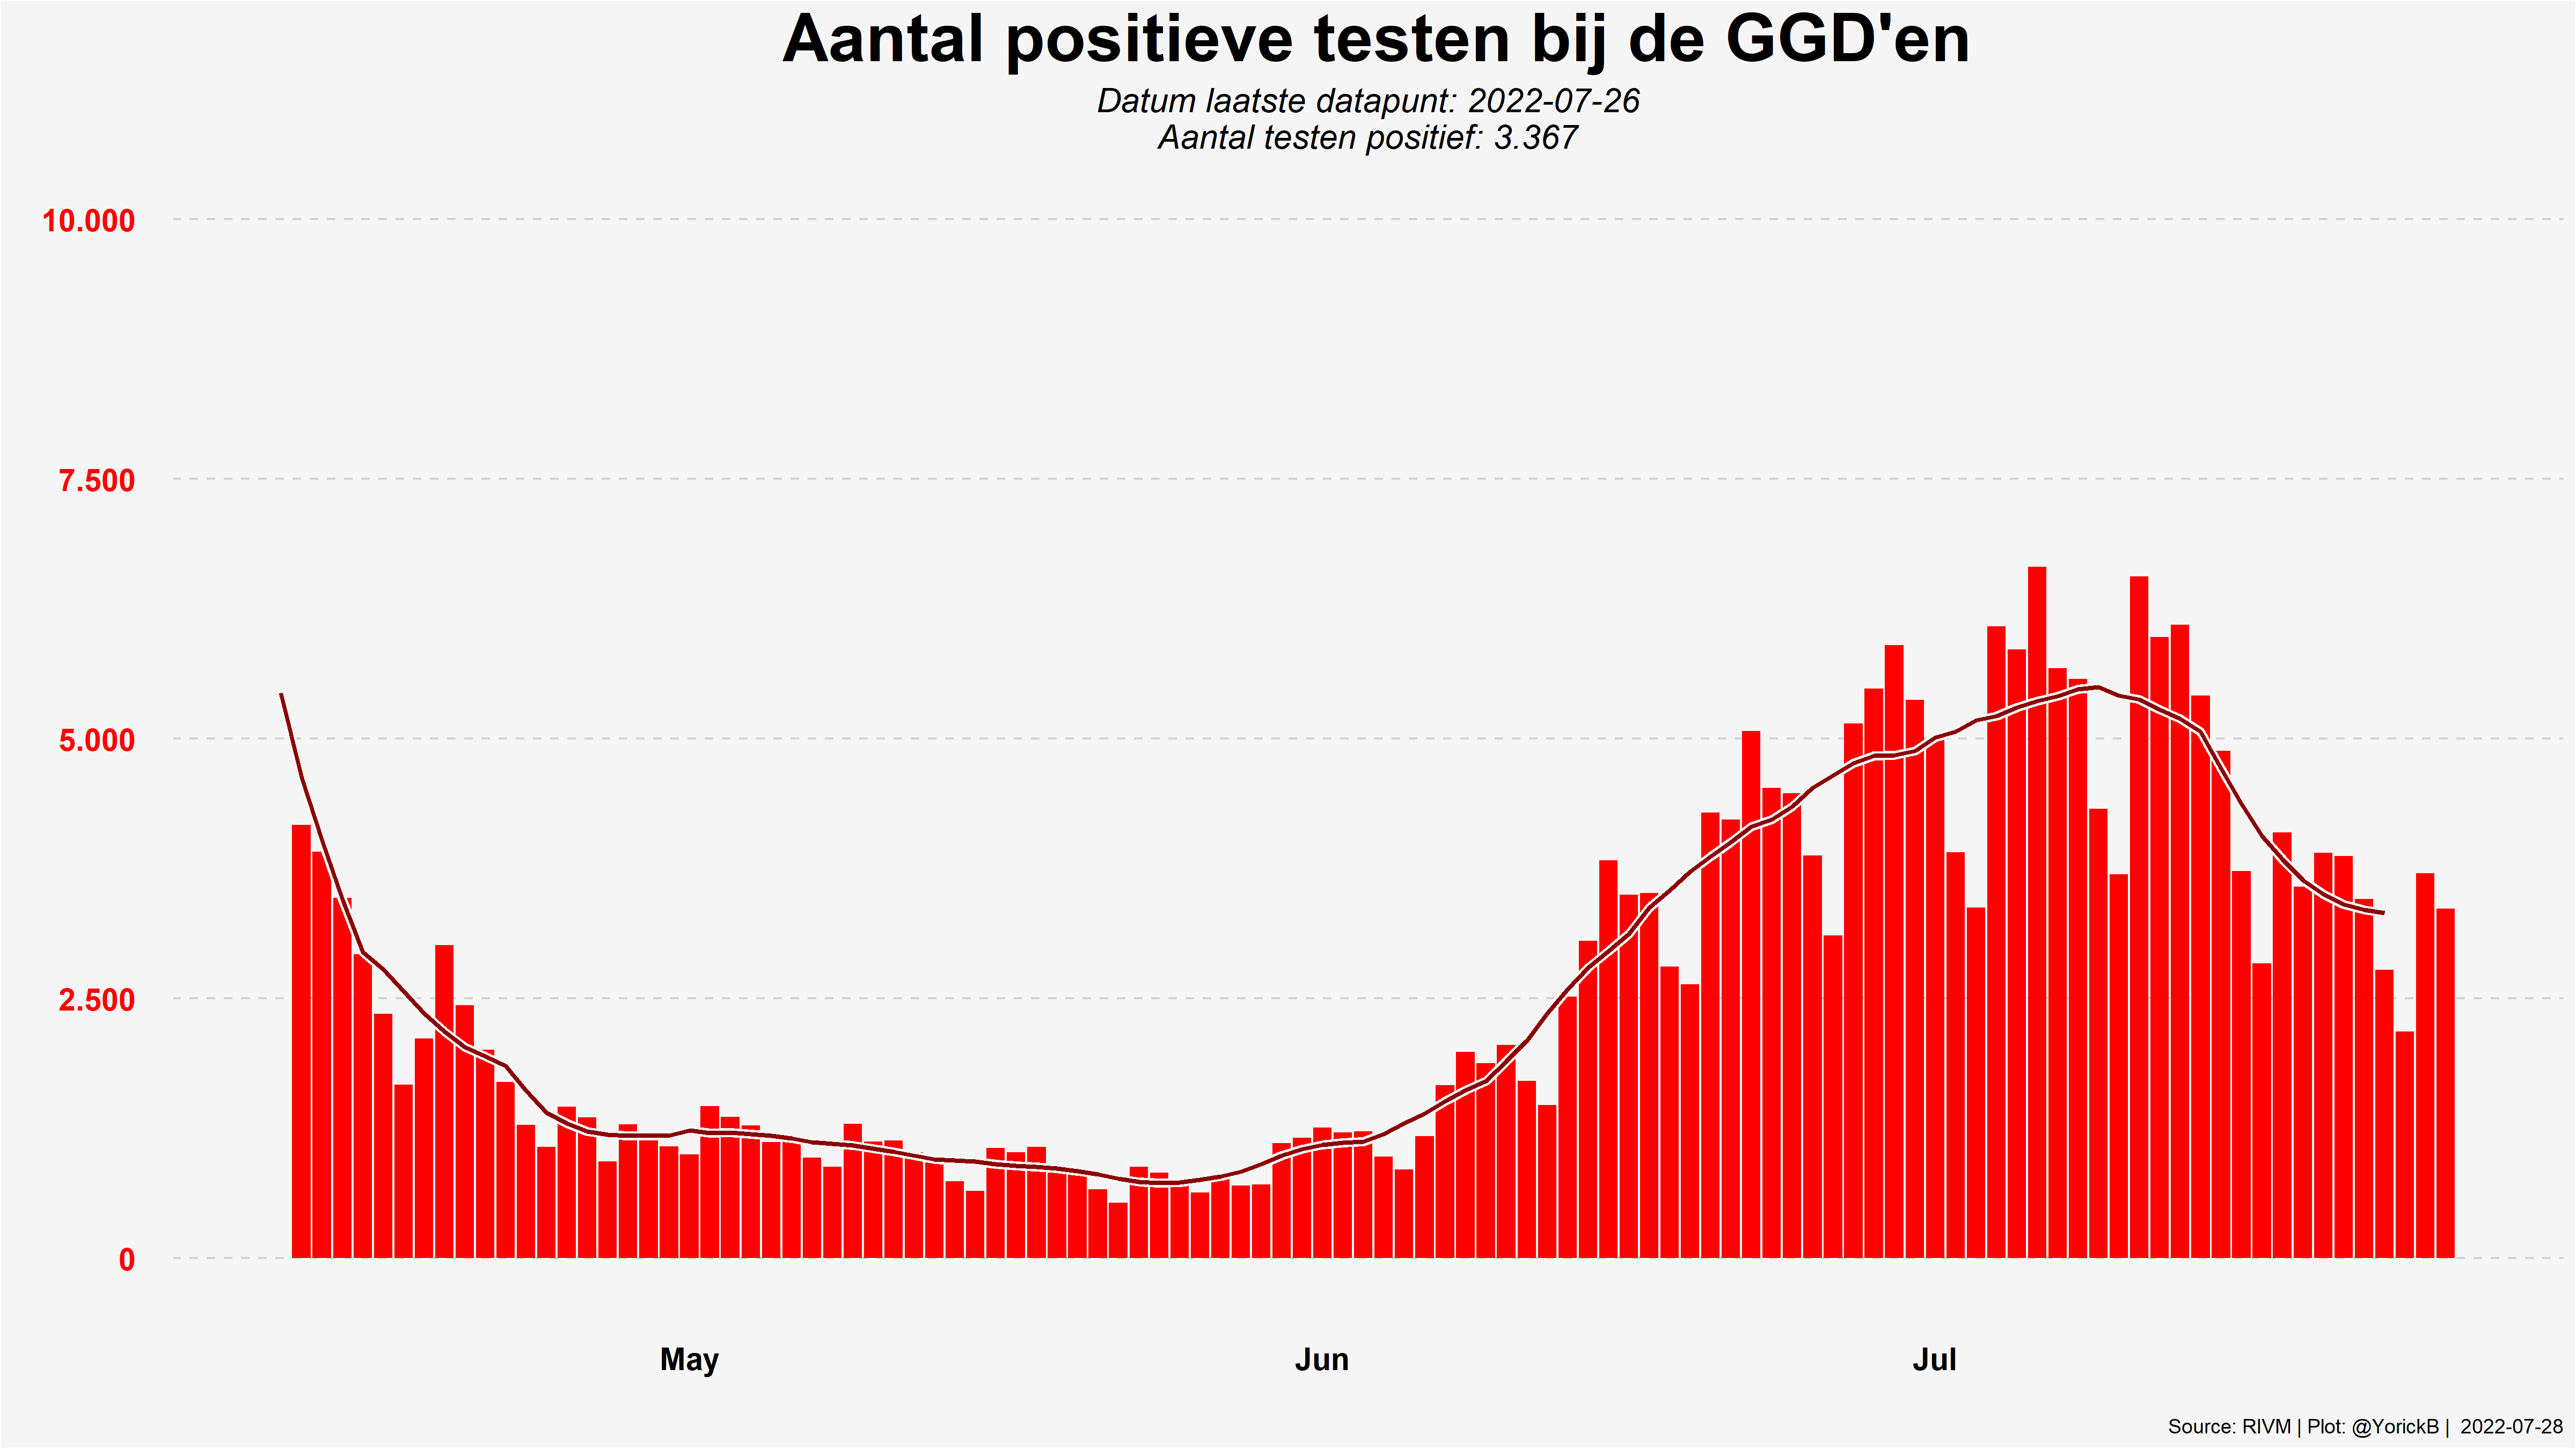 Aantal positieve testen bij de GGD'en
Datum laatste datapunt: 2022-07-26
Aantal testen positief: 3.367
10.000
7.500
5.000
2.500
0
May Jun Jul
Source: RIVM | Plot: @YorickB | 2022-07-28